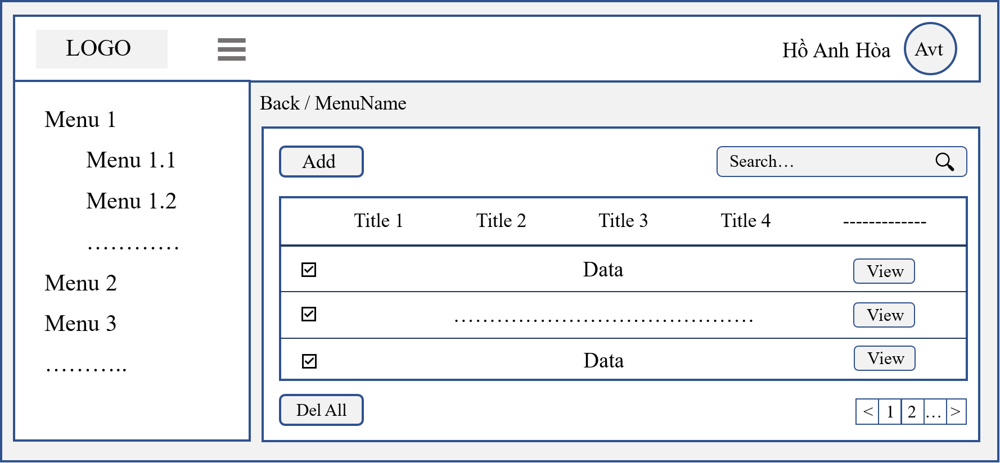 LOGO
Hồ Anh Hòa
Avt
Back / MenuName
Menu 1
Menu 1.1
Menu 1.2
…………
Menu 2
Menu 3
………..
Add
Search…
Title 1 Title 2 Title 3 Title 4 -------------
Data View
…………………………………… View
Data View
Del All
< 1 2 … >